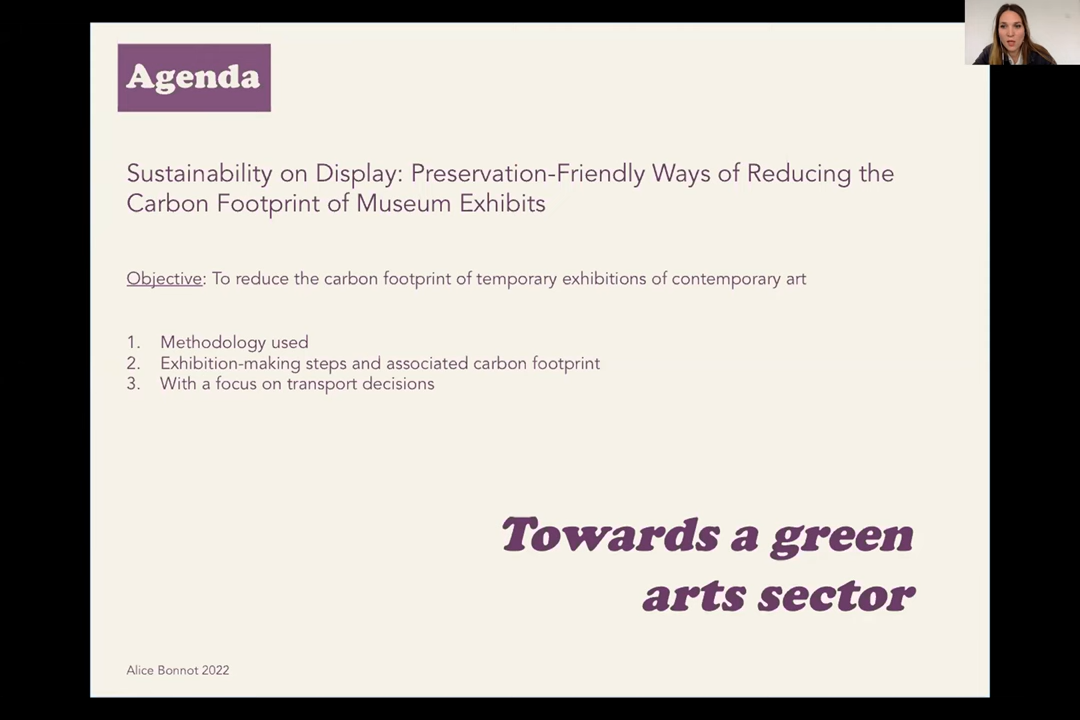 Agenda
Sustainability on Display: Preservation-Friendly Ways of Reducing the
Carbon Footprint of Museum Exhibits
Objective: To reduce the carbon footprint of temporary exhibitions of contemporary art
1. Methodology used
2. Exhibition-making steps and associated carbon footprint
3. With a focus on transport decisions
Towards a green
arts sector
Alice Bonnot 2022